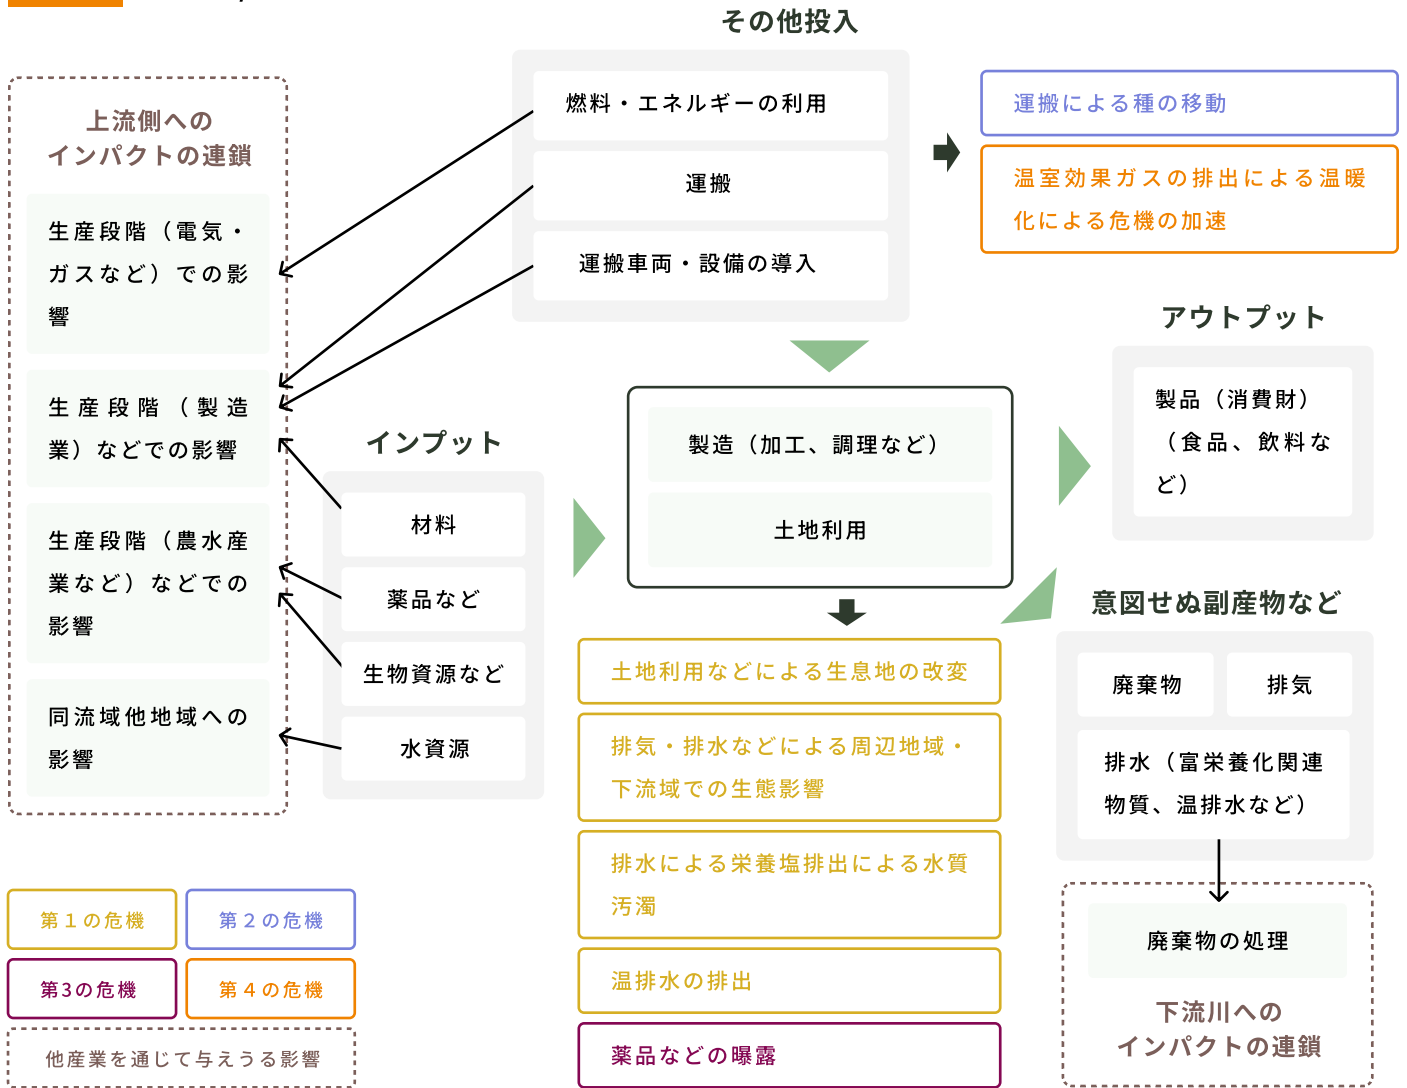 その他投入
燃料・エネルギーの利用
運搬
運搬車両・設備の導入
運搬による種の移動
温室効果ガスの排出による温暖
化による危機の加速
上流側への
インパクトの連鎖
生産段階（電気・
ガスなど）での影
響
生産段階（製造
業）などでの影響
生産段階（農水産
業など）などでの
影響
同流域他地域への
影響
インプット
材料
薬品など
生物資源など
水資源
製造（加工、調理など）
土地利用
アウトプット
製品（消費財）
（食品、飲料な
ど）
意図せぬ副産物など
廃棄物
排気
排水（富栄養化関連
物質、温排水など）
廃棄物の処理
下流川への
インパクトの連鎖
土地利用などによる生息地の改変
排気・排水などによる周辺地域・
下流域での生態影響
排水による栄養塩排出による水質
汚濁
温排水の排出
薬品などの曝露
第１の危機
第２の危機
第3の危機
第４の危機
他産業を通じて与えうる影響